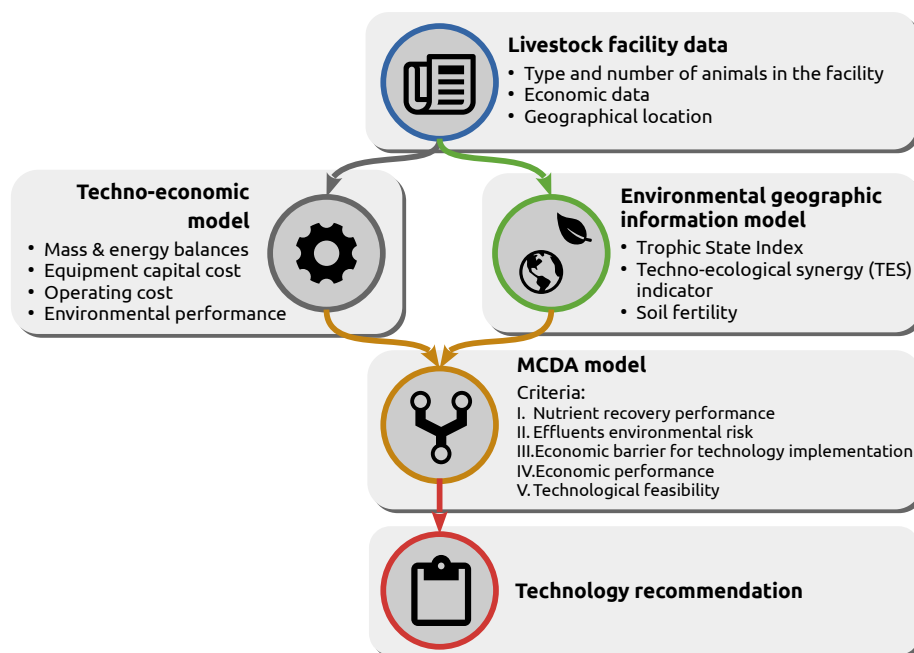 Livestock facility data
• Type and number of animals in the facility
• Economic data
• Geographical location
Techno-economic
model
• Mass & energy balances
• Equipment capital cost
• Operating cost
• Environmental performance
Environmental geographic
information model
• Trophic State Index
• Techno-ecological synergy (TES)
indicator
• Soil fertility
MCDA model
Criteria:
I. Nutrient recovery performance
II. Effluents environmental risk
III. Economic barrier for technology implementation
IV. Economic performance
V. Technological feasibility
Technology recommendation